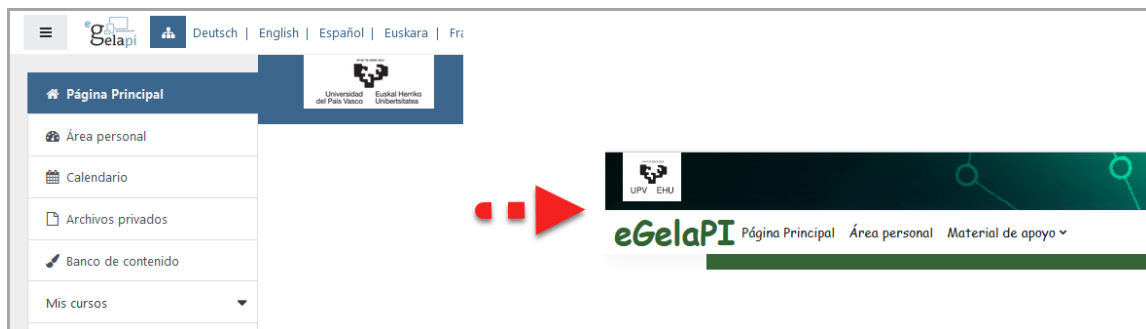 eGelapi
Deutsch | English | Español | Euskara |
Página Principal
Universidad Euskal Herriko
del País Vasco Unibertsitatea
Área personal
Calendario
Archivos privados
Banco de contenido
Mis cursos
UPV EHU
eGelaPI Página Principal Área personal Material de apoyo